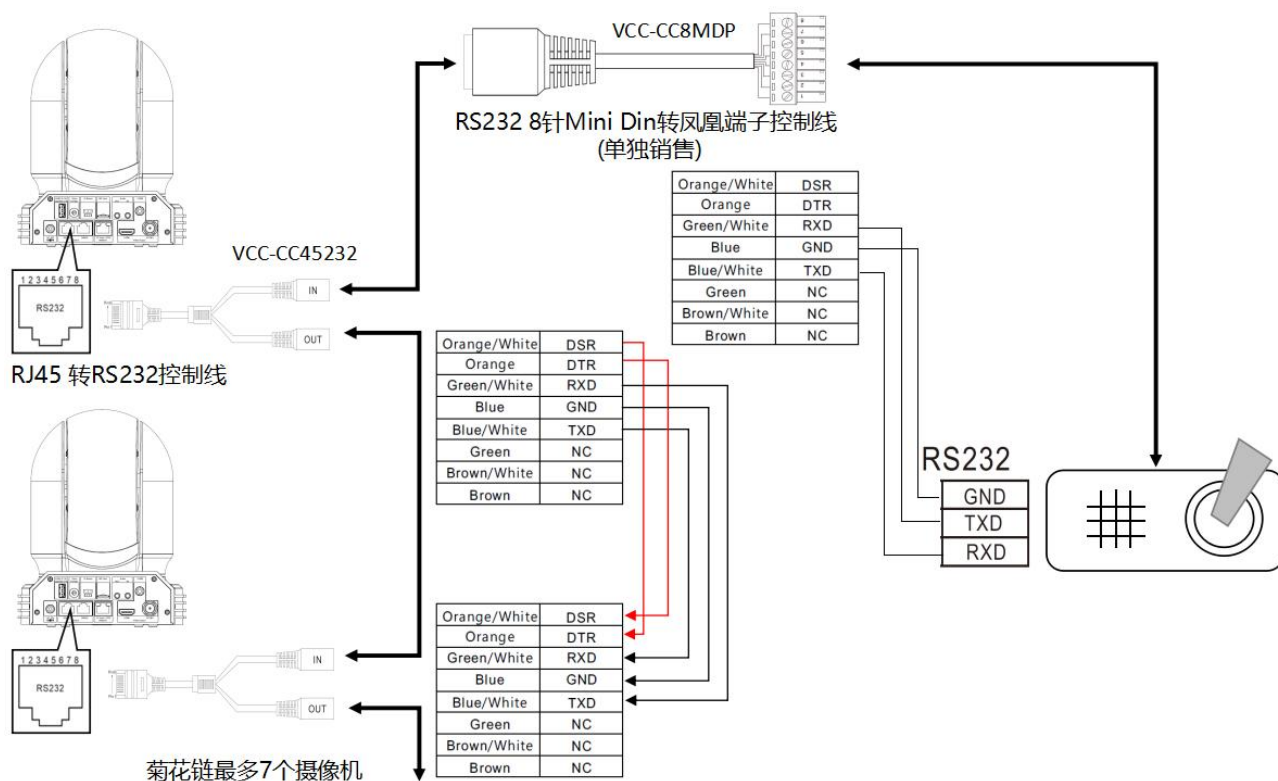 VCC-CC8MDP
RS232 8针Mini Din转凤凰端子控制线
(单独销售)
Orange/White DSR
Orange DTR
Green/White RXD
Blue GND
Blue/White TXD
Green NC
Brown/White NC
Brown NC
VCC-CC45232
1 2 3 4 5 6 7 8
RS232
IN
OUT
RJ45 转RS232控制线
Orange/White DSR
Orange DTR
Green/White RXD
Blue GND
Blue/White TXD
Green NC
Brown/White NC
Brown NC
RS232
GND
TXD
RXD
1 2 3 4 5 6 7 8
RS232
IN
OUT
Orange/White DSR
Orange DTR
Green/White RXD
Blue GND
Blue/White TXD
Green NC
Brown/White NC
Brown NC
菊花链最多7个摄像机